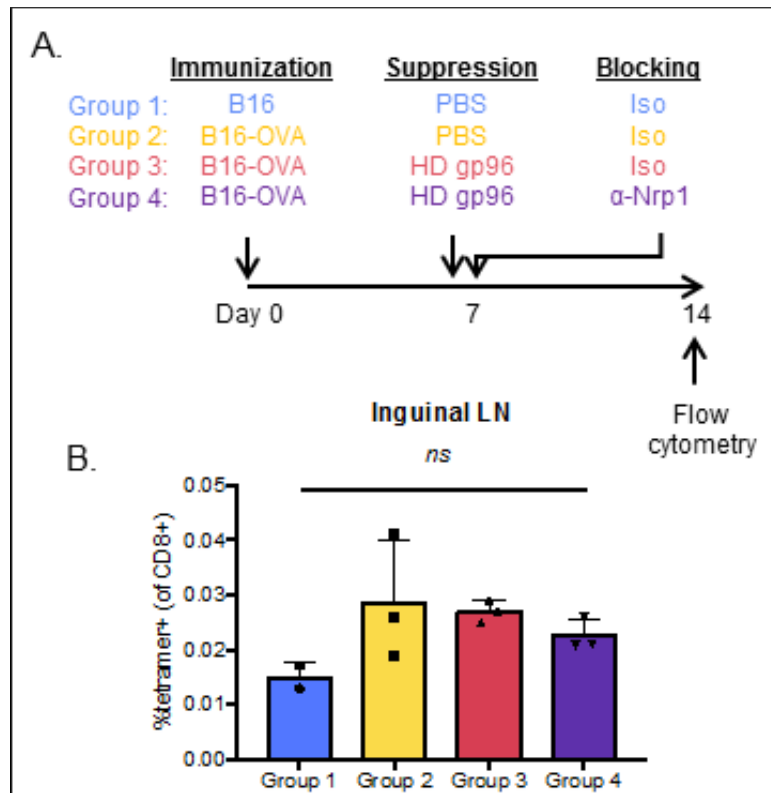 A.
Immunization Suppression Blocking
Group 1: B16 PBS Iso
Group 2: B16-OVA PBS Iso
Group 3: B16-OVA HD gp96 Iso
Group 4: B16-OVA HD gp96 α-Nrp1
Day 0 7 14
Flow
cytometry
B.
Inguinal LN
ns
%tetramer+ (of CD8+)
0.05
0.04
0.03
0.02
0.01
0.00
Group 1 Group 2 Group 3 Group 4